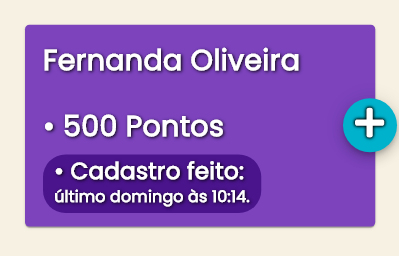 Fernanda Oliveira
• 500 Pontos
• Cadastro feito:
último domingo às 10:14.